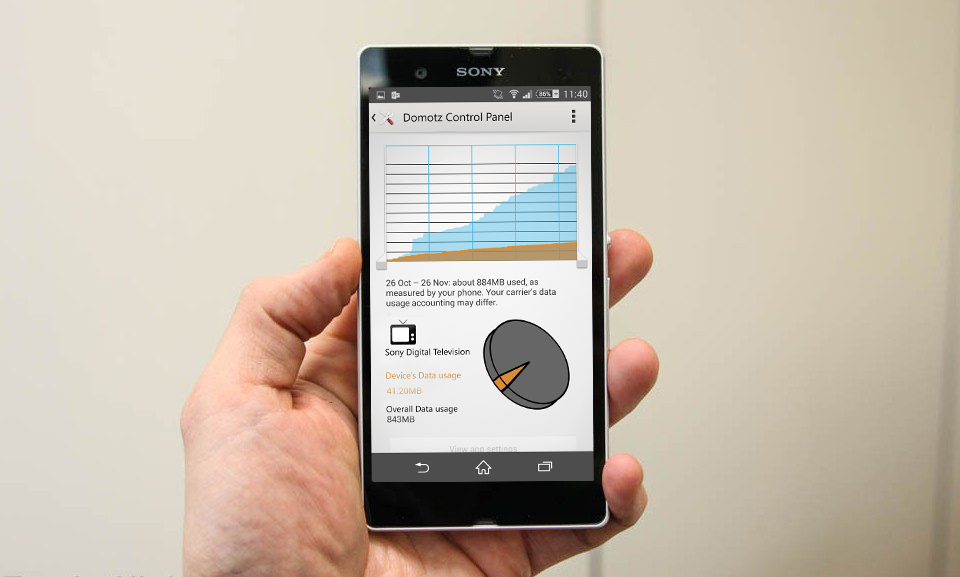 SONY
86% 11:40
Domotz Control Panel
26 Oct – 26 Nov: about 884MB used, as
measured by your phone. Your carrier's data
usage accounting may differ.
Sony Digital Television
Device's Data usage
41.20MB
Overall Data usage
843MB
View app settings